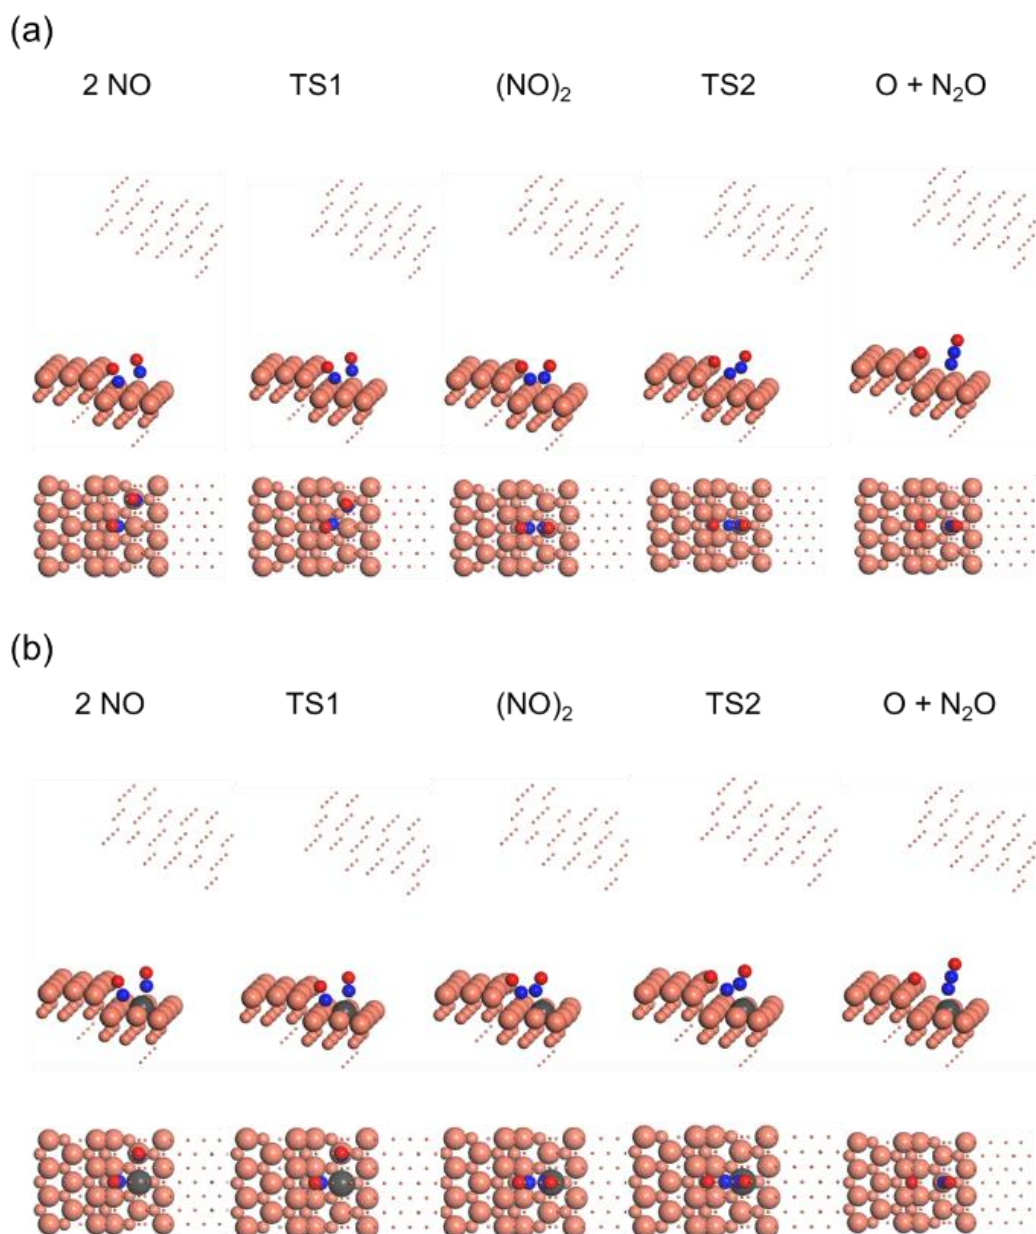 (a)
2 NO TS1 (NO)₂ TS2 O + N₂O
(b)
2 NO TS1 (NO)₂ TS2 O + N₂O